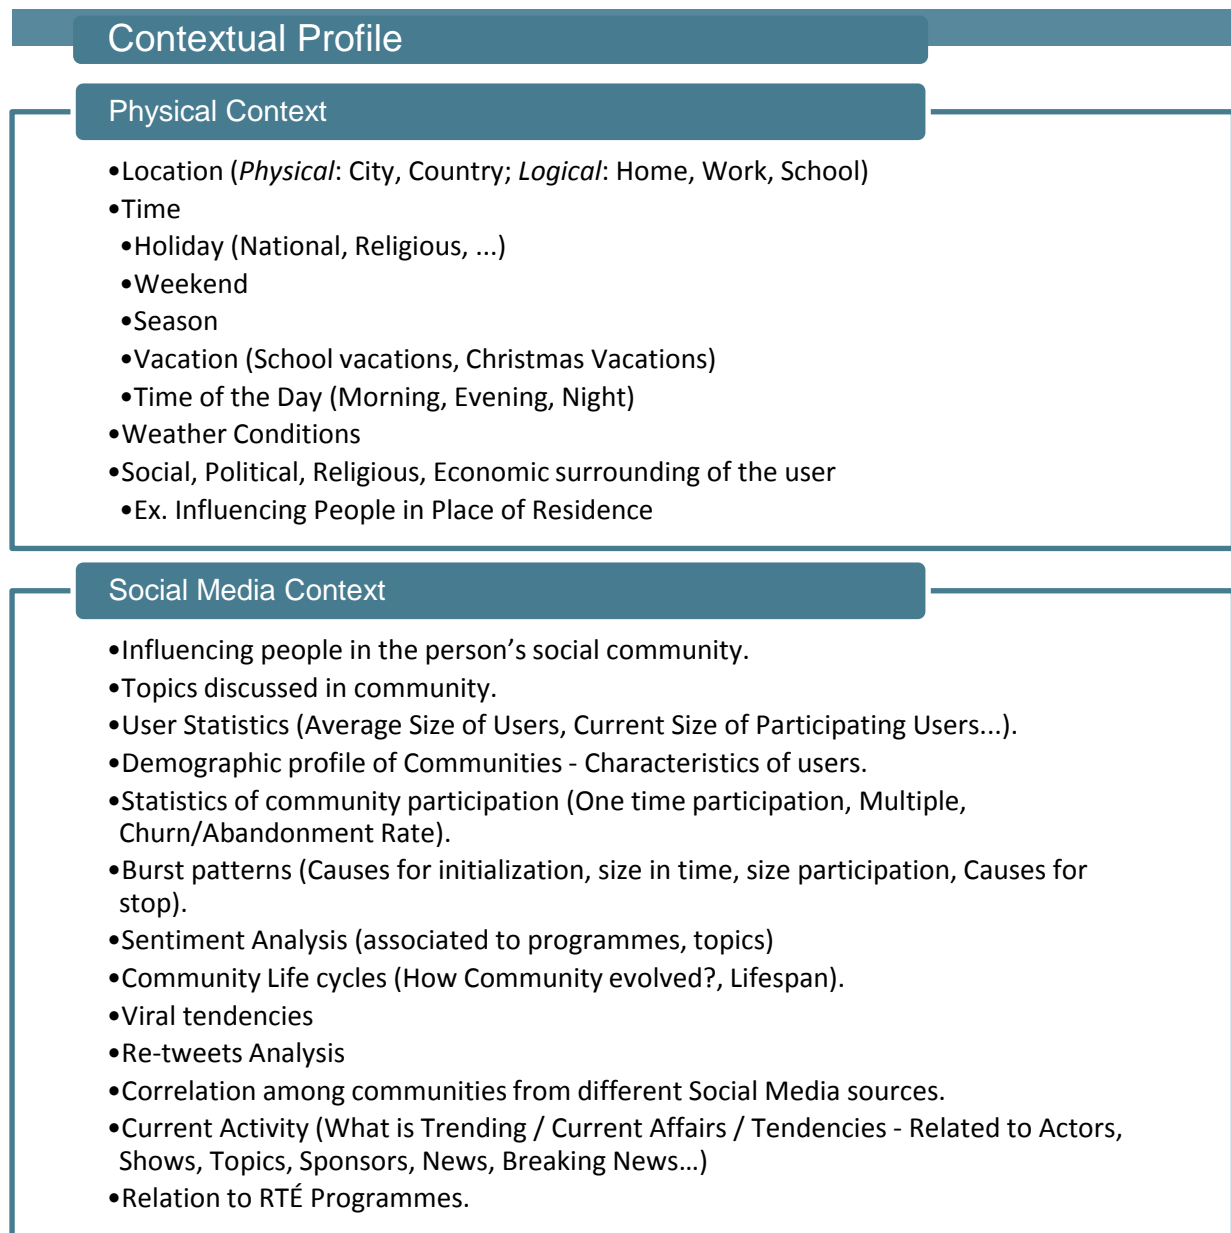 Contextual Profile
Physical Context
•Location (Physical: City, Country; Logical: Home, Work, School)
•Time
•Holiday (National, Religious, ...)
•Weekend
•Season
•Vacation (School vacations, Christmas Vacations)
•Time of the Day (Morning, Evening, Night)
•Weather Conditions
•Social, Political, Religious, Economic surrounding of the user
•Ex. Influencing People in Place of Residence
Social Media Context
•Influencing people in the person’s social community.
•Topics discussed in community.
•User Statistics (Average Size of Users, Current Size of Participating Users...).
•Demographic profile of Communities - Characteristics of users.
•Statistics of community participation (One time participation, Multiple,
Churn/Abandonment Rate).
•Burst patterns (Causes for initialization, size in time, size participation, Causes for
stop).
•Sentiment Analysis (associated to programmes, topics)
•Community Life cycles (How Community evolved?, Lifespan).
•Viral tendencies
•Re-tweets Analysis
•Correlation among communities from different Social Media sources.
•Current Activity (What is Trending / Current Affairs / Tendencies - Related to Actors,
Shows, Topics, Sponsors, News, Breaking News…)
•Relation to RTÉ Programmes.